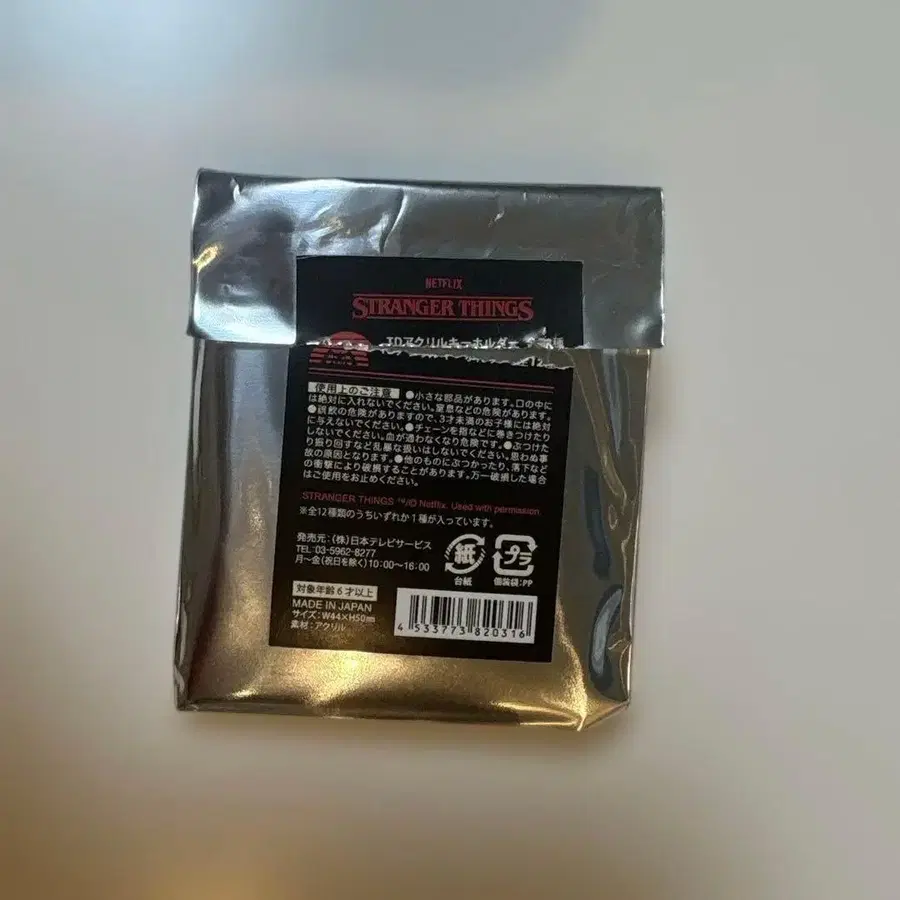 NETFLIX
STRANGER THINGS
IDアクリルキーホルダー
使用上のご注意 ●小さな部品があります。口の中に
は絶対に入れないでください。窒息などの危険があります。
●誤飲の危険がありますので、3才未満のお子様には絶対
に与えないでください。●チェーンを指などに巻きつけたり
しないでください。血が通わなくなり危険です。●ぶつけた
り振り回すなど乱暴な扱いはしないでください。思わぬ事
故の原因となります。●他のものにぶつかったり、落下など
の衝撃により破損することがあります。万一破損した場合
はご使用をお止めください。
STRANGER THINGS ™/© Netflix. Used with permission.
※全12種類のうちいずれか1種が入っています。
発売元:(株)日本テレビサービス
TEL:03-5962-8277
月～金(祝日を除く)10:00～16:00
紙
台紙
プラ
個装袋:PP
対象年齢6才以上
MADE IN JAPAN
サイズ:W44×H50㎜
素材:アクリル
4 533773 820316